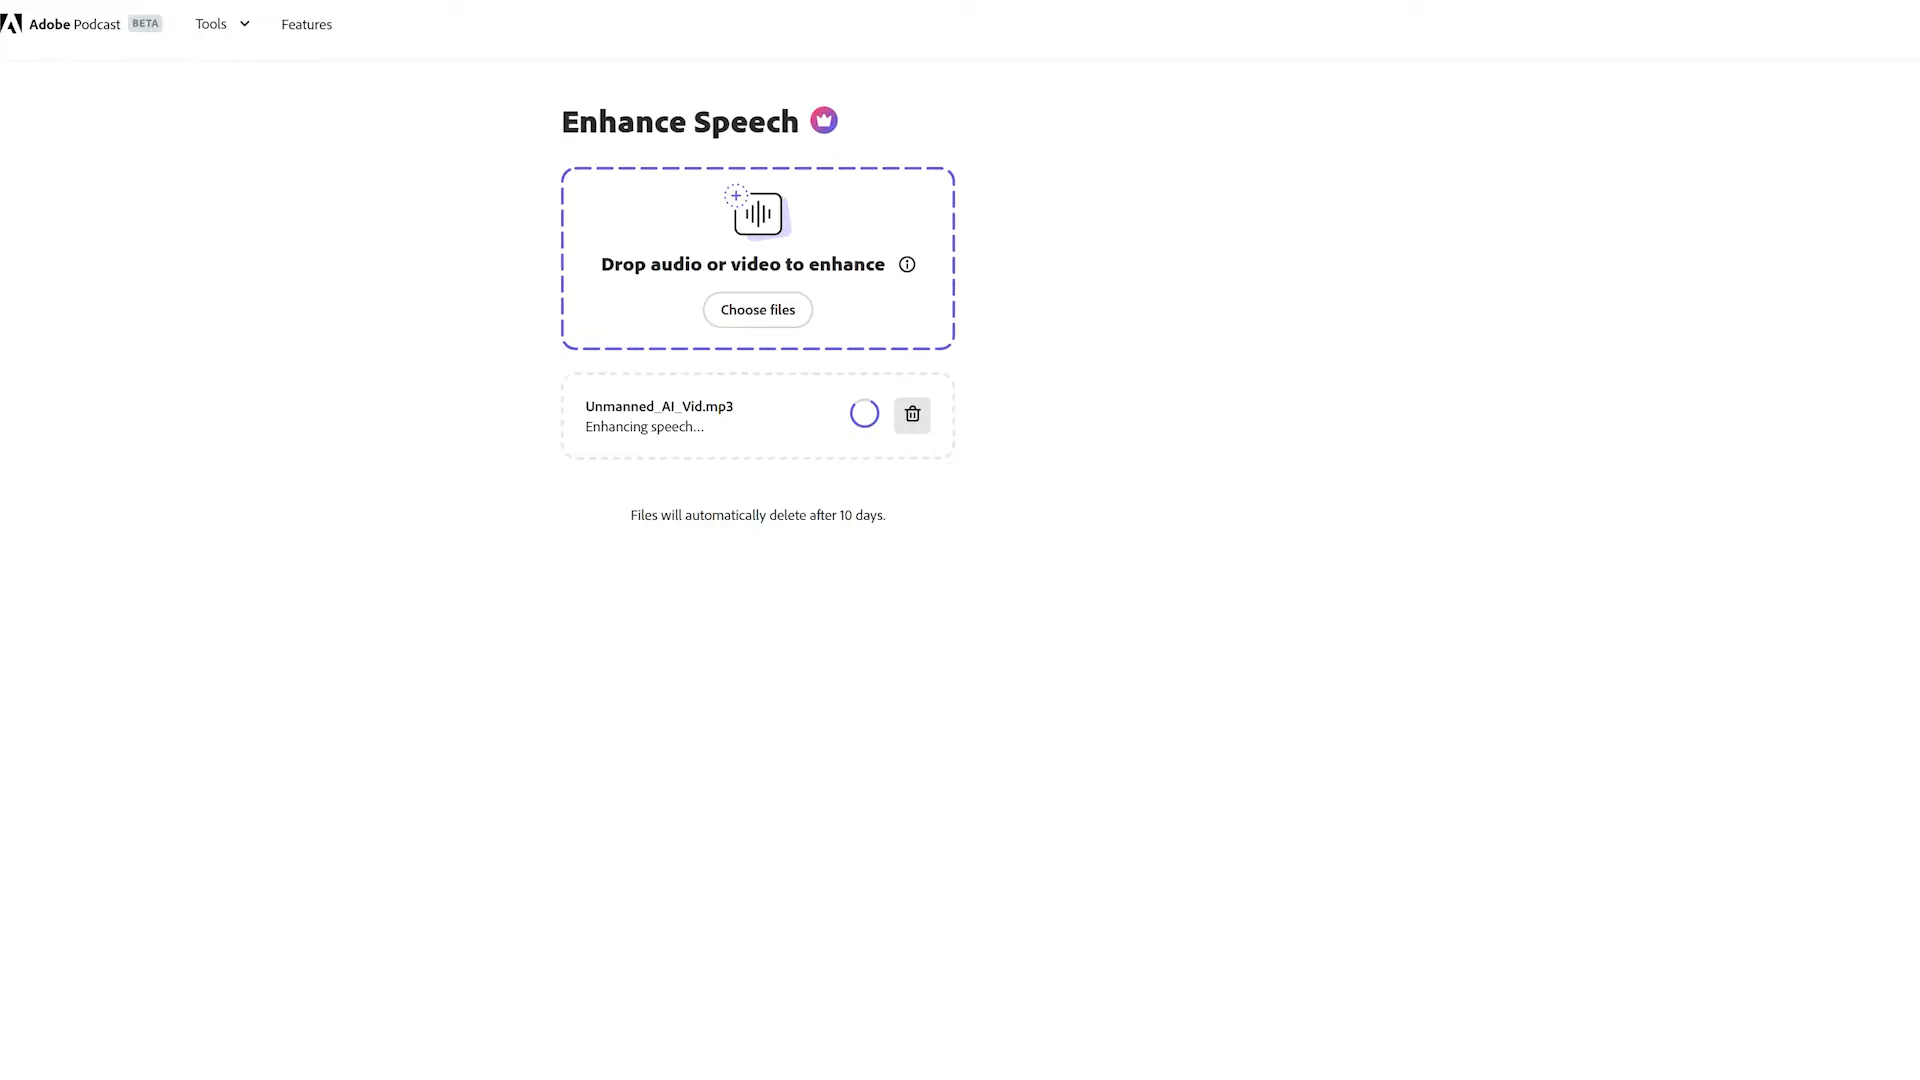 Adobe Podcast BETA Tools Features
Enhance Speech
Drop audio or video to enhance
Choose files
Unmanned_AI_Vid.mp3
Enhancing speech...
Files will automatically delete after 10 days.